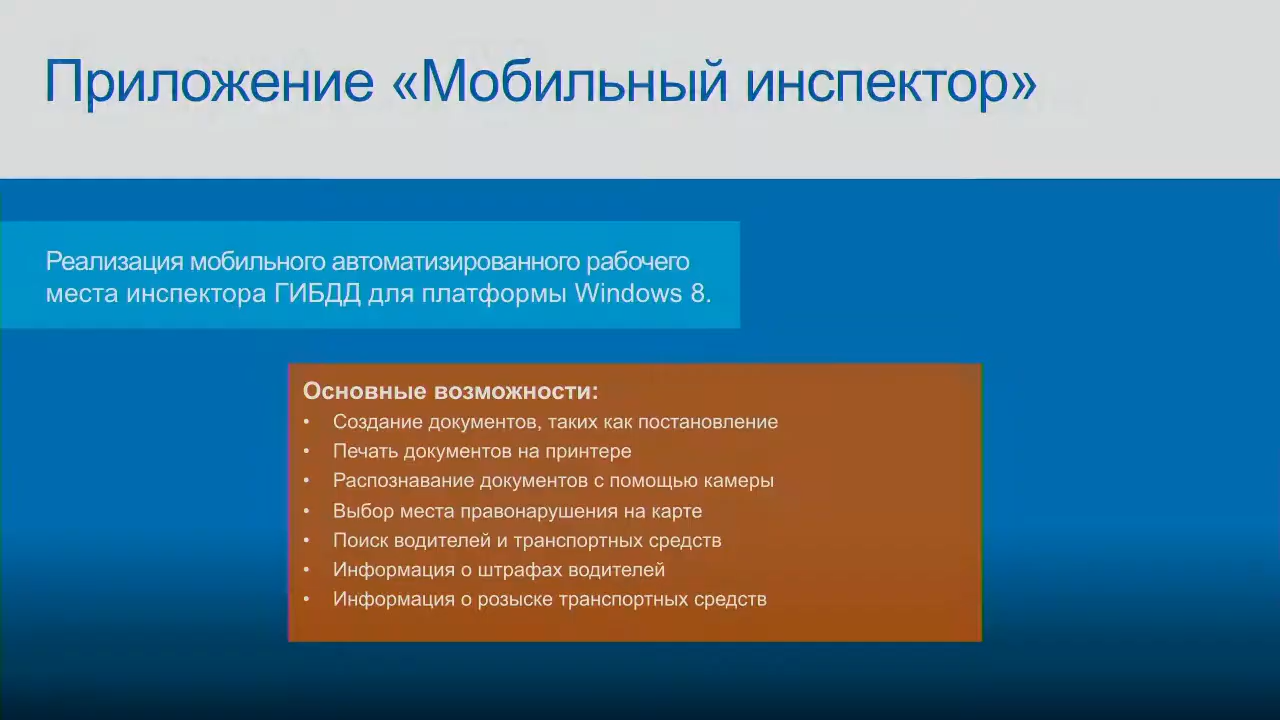 Приложение «Мобильный инспектор»
Реализация мобильного автоматизированного рабочего
места инспектора ГИБДД для платформы Windows 8.
Основные возможности:
• Создание документов, таких как постановление
• Печать документов на принтере
• Распознавание документов с помощью камеры
• Выбор места правонарушения на карте
• Поиск водителей и транспортных средств
• Информация о штрафах водителей
• Информация о розыске транспортных средств